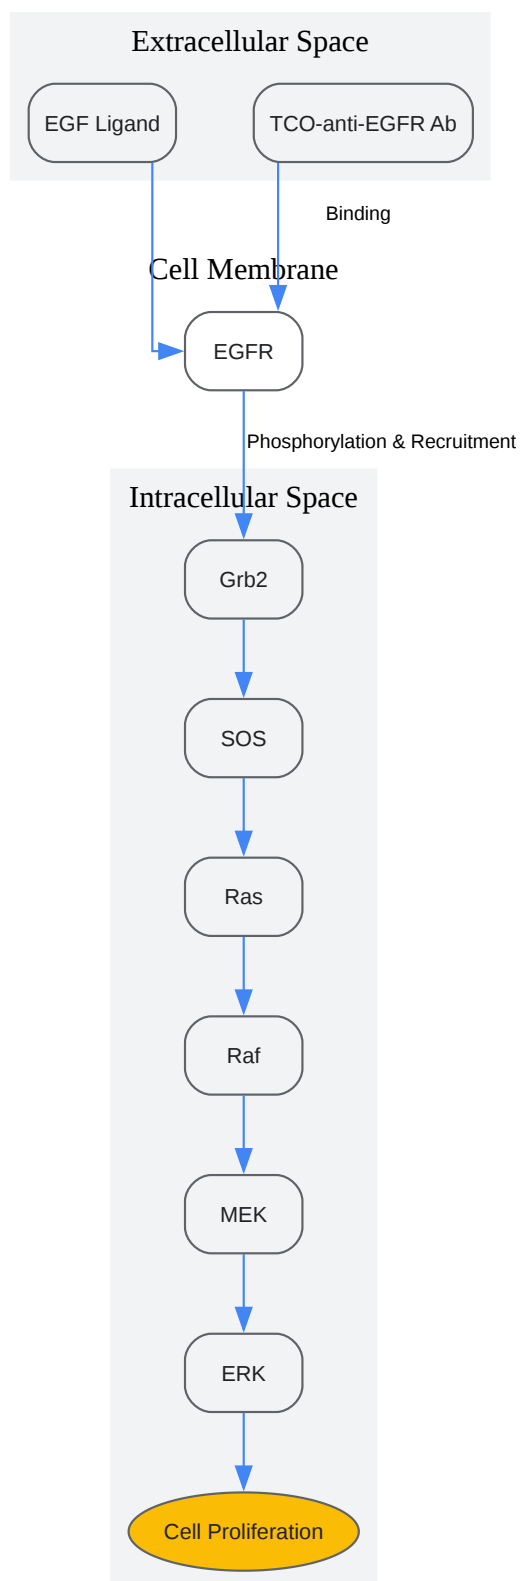 Extracellular Space
EGF Ligand
TCO-anti-EGFR Ab
Binding
Cell Membrane
EGFR
Phosphorylation & Recruitment
Intracellular Space
Grb2
SOS
Ras
Raf
MEK
ERK
Cell Proliferation